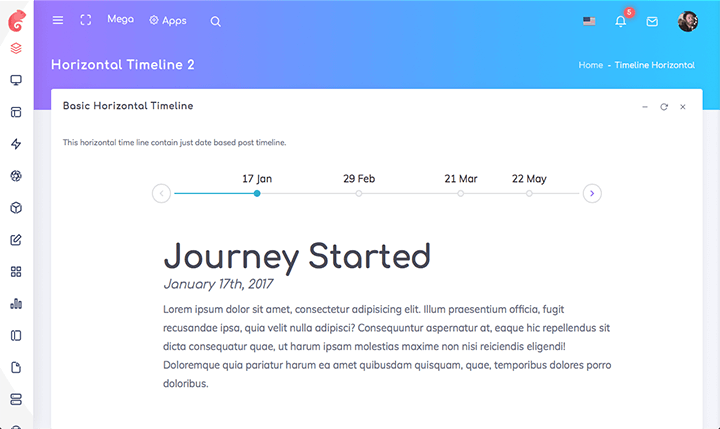 Mega Apps
5
Horizontal Timeline 2
Home - Timeline Horizontal
Basic Horizontal Timeline
This horizontal time line contain just date based post timeline.
17 Jan 29 Feb 21 Mar 22 May
Journey Started
January 17th, 2017
Lorem ipsum dolor sit amet, consectetur adipisicing elit. Illum praesentium officia, fugit
recusandae ipsa, quia velit nulla adipisci? Consequuntur aspernatur at, eaque hic repellendus sit
dicta consequatur quae, ut harum ipsam molestias maxime non nisi reiciendis eligendi!
Doloremque quia pariatur harum ea amet quibusdam quisquam, quae, temporibus dolores porro
doloribus.